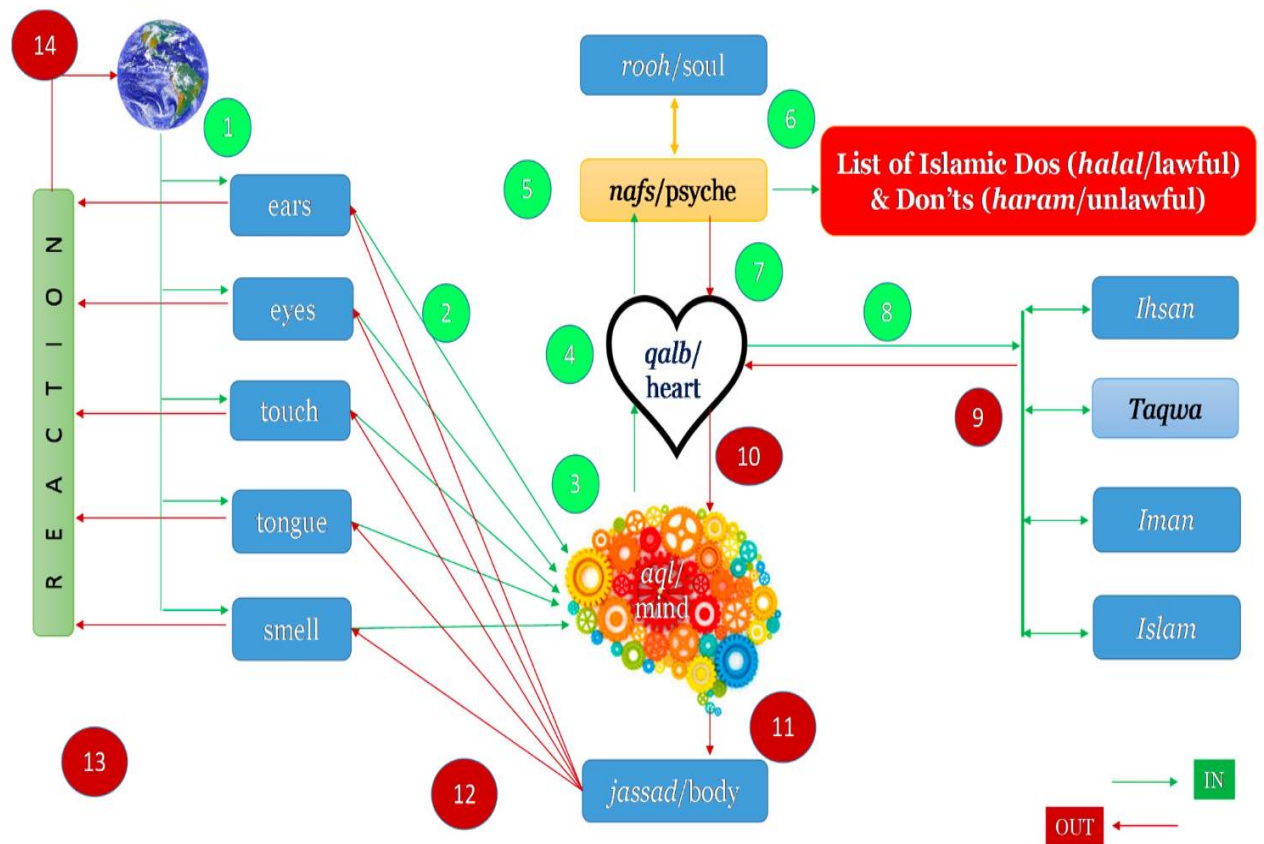 14
1
ears
eyes
touch
tongue
smell
REACTION
2
3
4
5
6
rooh/soul
nafs/psyche
List of Islamic Dos (halal/lawful)
& Don'ts (haram/unlawful)
7
qalb/
heart
8
9
10
aql/
mind
11
jassad/body
12
13
Ihsan
Taqwa
Iman
Islam
IN
OUT